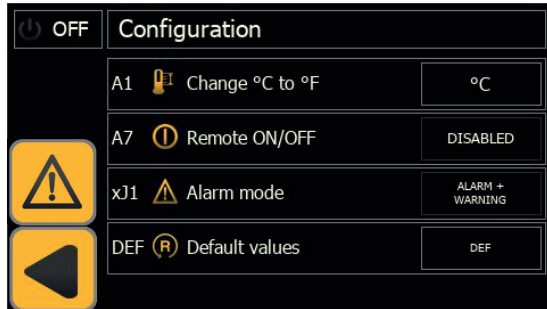 OFF Configuration
A1 Change °C to °F °C
A7 Remote ON/OFF DISABLED
xJ1 Alarm mode ALARM +
WARNING
DEF R Default values DEF